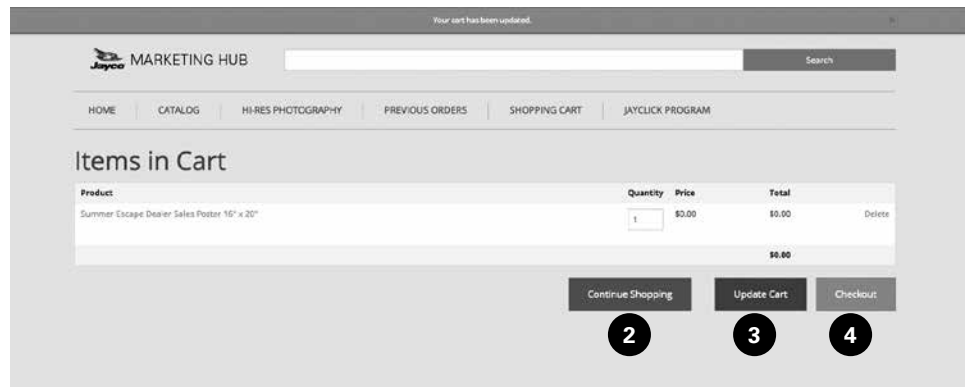 Your cart has been updated.
×
Jayco MARKETING HUB
Search
HOME CATALOG HI-RES PHOTOGRAPHY PREVIOUS ORDERS SHOPPING CART JAYCLICK PROGRAM
Items in Cart
Product Quantity Price Total
Summer Escape Dealer Sales Poster 16" x 20" 1 $0.00 $0.00 Delete
$0.00
Continue Shopping Update Cart Checkout
2 3 4